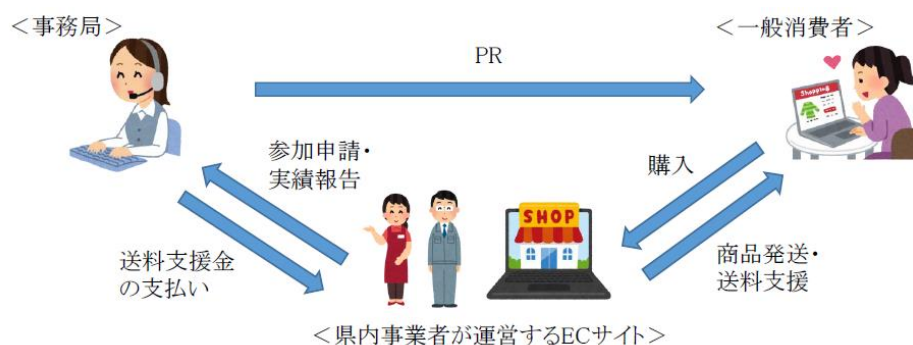 ＜事務局＞
＜一般消費者＞
PR
Shopping
参加申請・
実績報告
購入
SHOP
送料支援金
の支払い
商品発送・
送料支援
＜県内事業者が運営するECサイト＞